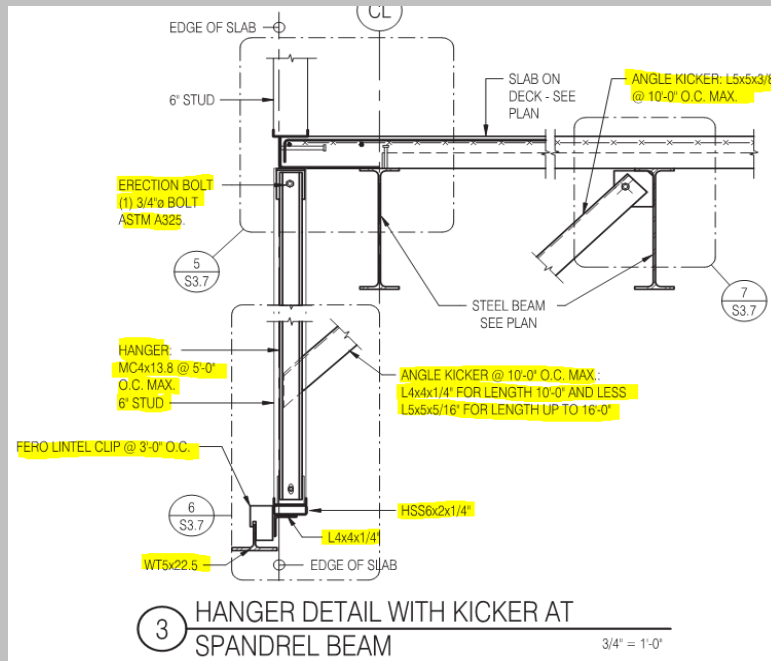 CL
EDGE OF SLAB
6" STUD
SLAB ON
DECK - SEE
PLAN
ANGLE KICKER: L5x5x3/8
@ 10'-0" O.C. MAX.
ERECTION BOLT
(1) 3/4"ø BOLT
ASTM A325.
5
S3.7
STEEL BEAM
SEE PLAN
7
S3.7
HANGER:
MC4x13.8 @ 5'-0"
O.C. MAX.
6" STUD
ANGLE KICKER @ 10'-0" O.C. MAX.:
L4x4x1/4" FOR LENGTH 10'-0" AND LESS
L5x5x5/16" FOR LENGTH UP TO 16'-0"
FERO LINTEL CLIP @ 3'-0" O.C.
6
S3.7
HSS6x2x1/4"
L4x4x1/4"
WT5x22.5
EDGE OF SLAB
3
HANGER DETAIL WITH KICKER AT
SPANDREL BEAM
3/4" = 1'-0"